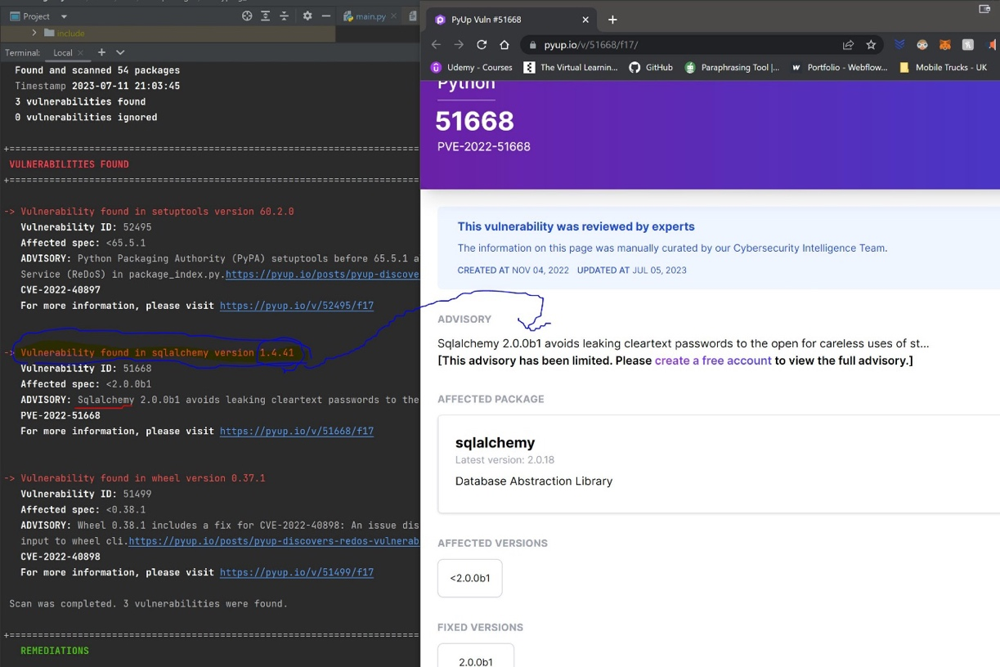 Project
main.py
include
Terminal: Local
Found and scanned 54 packages
Timestamp 2023-07-11 21:03:45
3 vulnerabilities found
0 vulnerabilities ignored
VULNERABILITIES FOUND
-> Vulnerability found in setuptools version 60.2.0
Vulnerability ID: 52495
Affected spec: <65.5.1
ADVISORY: Python Packaging Authority (PyPA) setuptools before 65.5.1 a
Service (ReDoS) in package_index.py.https://pyup.io/posts/pyup-discove
CVE-2022-40897
For more information, please visit https://pyup.io/v/52495/f17
-> Vulnerability found in sqlalchemy version 1.4.41
Vulnerability ID: 51668
Affected spec: <2.0.0b1
ADVISORY: Sqlalchemy 2.0.0b1 avoids leaking cleartext passwords to the
PVE-2022-51668
For more information, please visit https://pyup.io/v/51668/f17
-> Vulnerability found in wheel version 0.37.1
Vulnerability ID: 51499
Affected spec: <0.38.1
ADVISORY: Wheel 0.38.1 includes a fix for CVE-2022-40898: An issue dis
input to wheel cli.https://pyup.io/posts/pyup-discovers-redos-vulnerab
CVE-2022-40898
For more information, please visit https://pyup.io/v/51499/f17
Scan was completed. 3 vulnerabilities were found.
REMEDIATIONS
PyUp Vuln #51668
pyup.io/v/51668/f17/
Udemy - Courses The Virtual Learnin... GitHub Paraphrasing Tool |... Portfolio - Webflow... Mobile Trucks - UK
Python
51668
PVE-2022-51668
This vulnerability was reviewed by experts
The information on this page was manually curated by our Cybersecurity Intelligence Team.
CREATED AT NOV 04, 2022 UPDATED AT JUL 05, 2023
ADVISORY
Sqlalchemy 2.0.0b1 avoids leaking cleartext passwords to the open for careless uses of st...
[This advisory has been limited. Please create a free account to view the full advisory.]
AFFECTED PACKAGE
sqlalchemy
Latest version: 2.0.18
Database Abstraction Library
AFFECTED VERSIONS
<2.0.0b1
FIXED VERSIONS
2.0.0b1